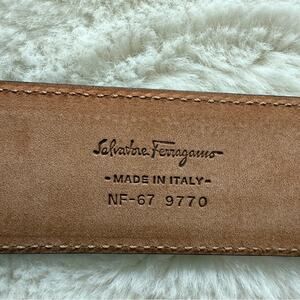 Salvatore Ferragamo
-MADE IN ITALY-
NF-67 9770